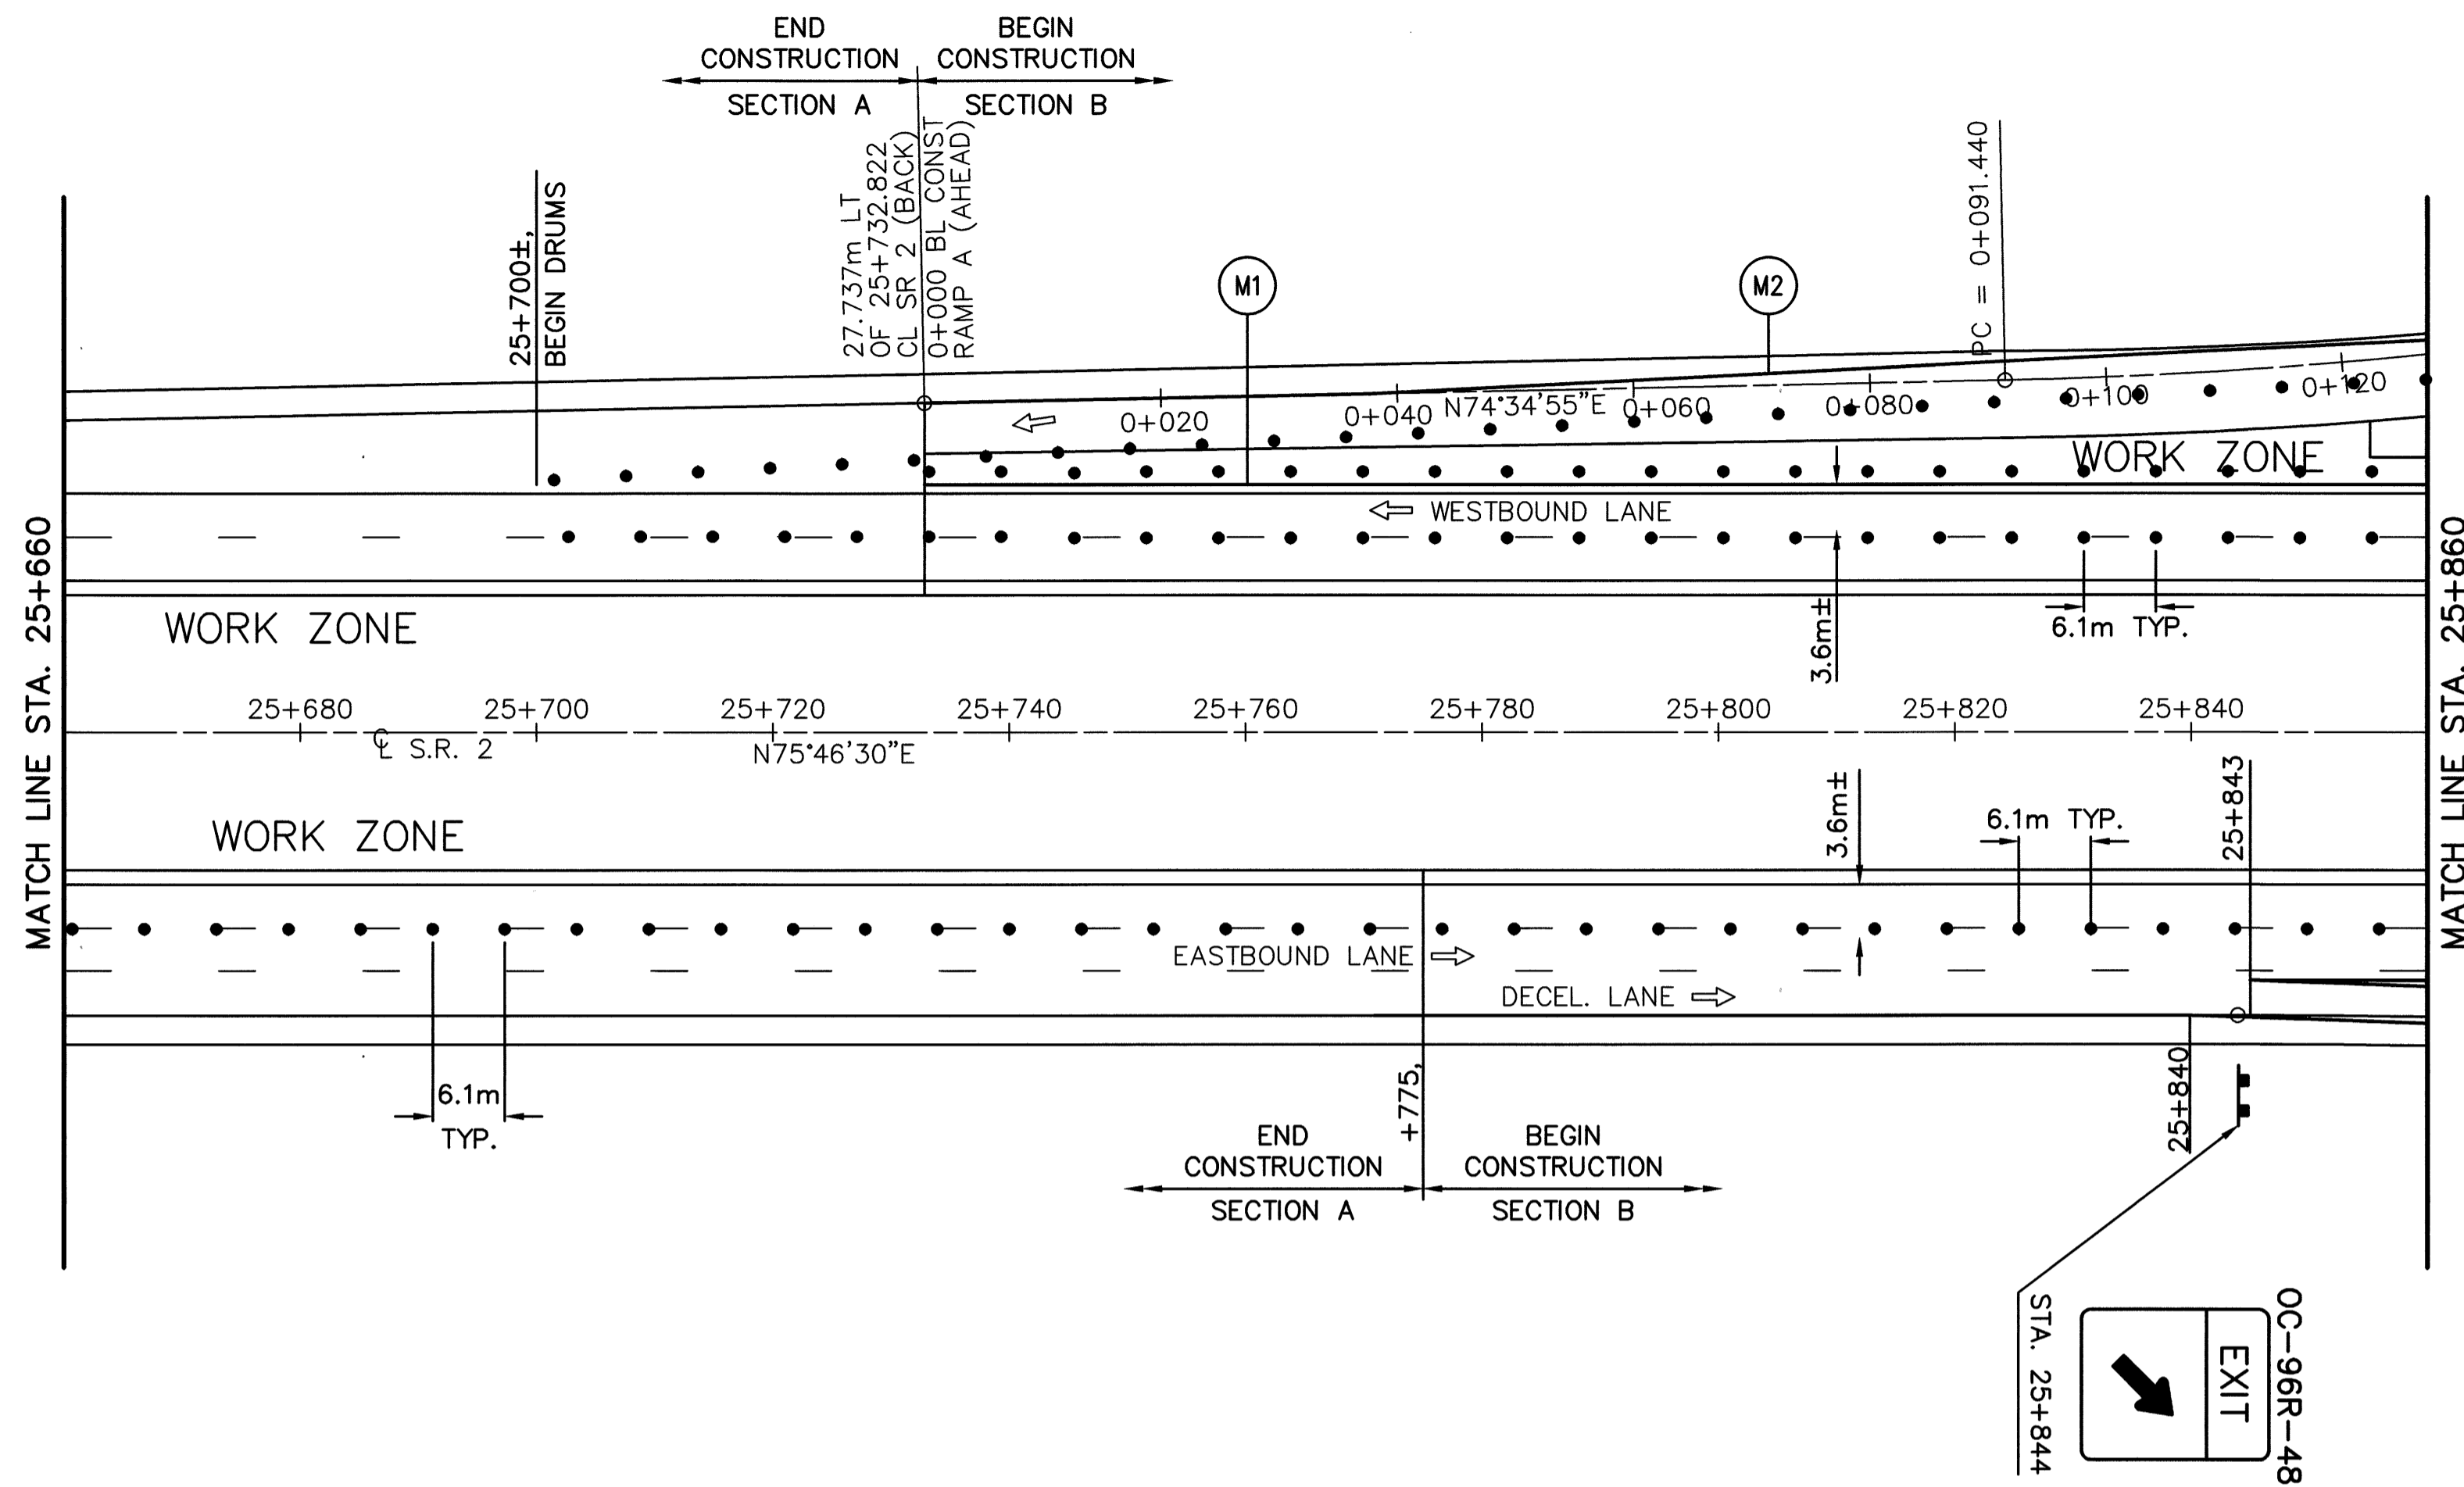 END
CONSTRUCTION
SECTION A
BEGIN
CONSTRUCTION
SECTION B
25+700±,
BEGIN DRUMS
27.737m LT
OF 25+732.822
CL SR 2 (BACK)
0+000 BL CONST
RAMP A (AHEAD)
M1
M2
PC = 0+091.440
0+020
0+040
N74°34'55"E
0+060
0+080
0+100
0+120
WORK ZONE
WESTBOUND LANE
WORK ZONE
3.6m±
6.1m TYP.
MATCH LINE STA. 25+660
MATCH LINE STA. 25+860
25+680
25+700
25+720
25+740
25+760
25+780
25+800
25+820
25+840
℄ S.R. 2
N75°46'30"E
WORK ZONE
3.6m±
6.1m TYP.
25+843
EASTBOUND LANE
DECEL. LANE
6.1m
TYP.
+775,
25+840
END
CONSTRUCTION
SECTION A
BEGIN
CONSTRUCTION
SECTION B
STA. 25+844
EXIT
OC-96R-48